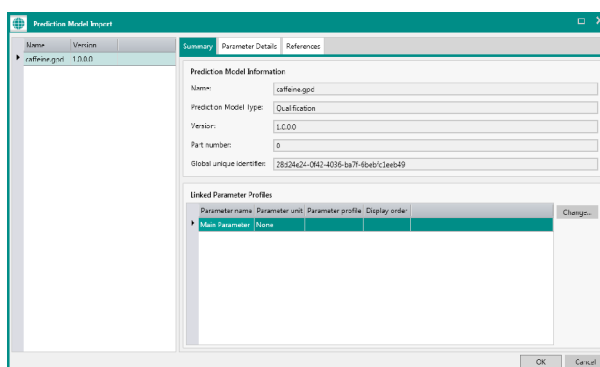 Prediction Model Import
Name Version
caffeine.gpd 1.0.0.0
Summary Parameter Details References
Prediction Model Information
Name: caffeine.gpd
Prediction Model Type: Qualification
Version: 1.0.0.0
Part number: 0
Global unique identifier: 28d24e24-0f42-4036-ba7f-6bebfc1eeb49
Linked Parameter Profiles
Parameter name Parameter unit Parameter profile Display order
Main Parameter None
Change...
OK Cancel